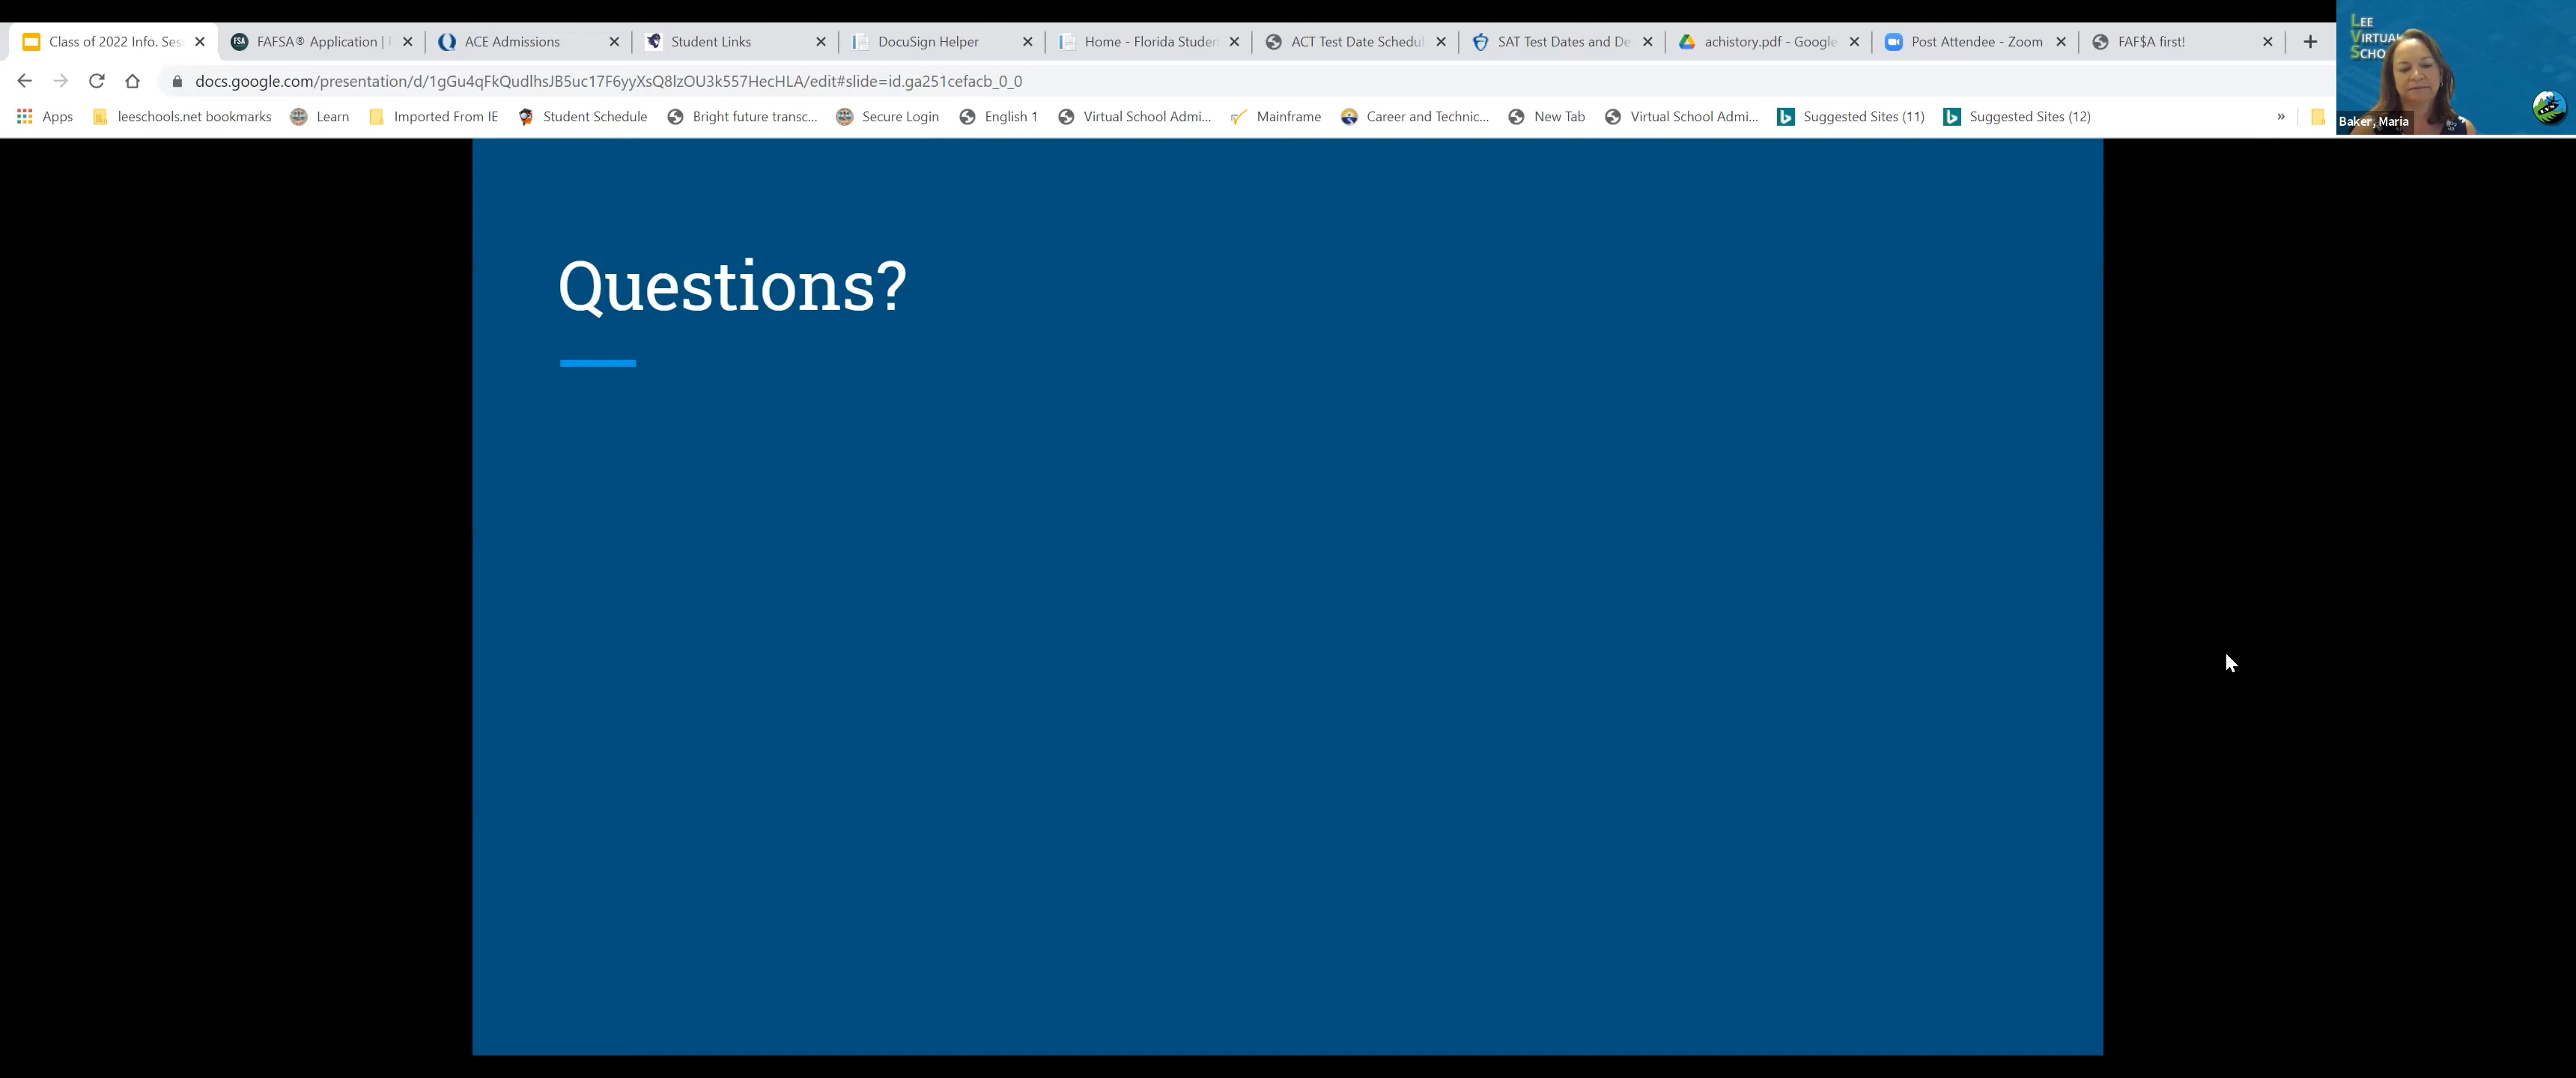 Class of 2022 Info. Ses
FAFSA® Application |
ACE Admissions
Student Links
DocuSign Helper
Home - Florida Studen
ACT Test Date Schedul
SAT Test Dates and De
achistory.pdf - Google
Post Attendee - Zoom
FAF$A first!
docs.google.com/presentation/d/1gGu4qFkQudlhsJB5uc17F6yyXsQ8lzOU3k557HecHLA/edit#slide=id.ga251cefacb_0_0
Apps
leeschools.net bookmarks
Learn
Imported From IE
Student Schedule
Bright future transc...
Secure Login
English 1
Virtual School Admi...
Mainframe
Career and Technic...
New Tab
Virtual School Admi...
Suggested Sites (11)
Suggested Sites (12)
»
LEE
VIRTUA
SCHO
Baker, Maria
Questions?